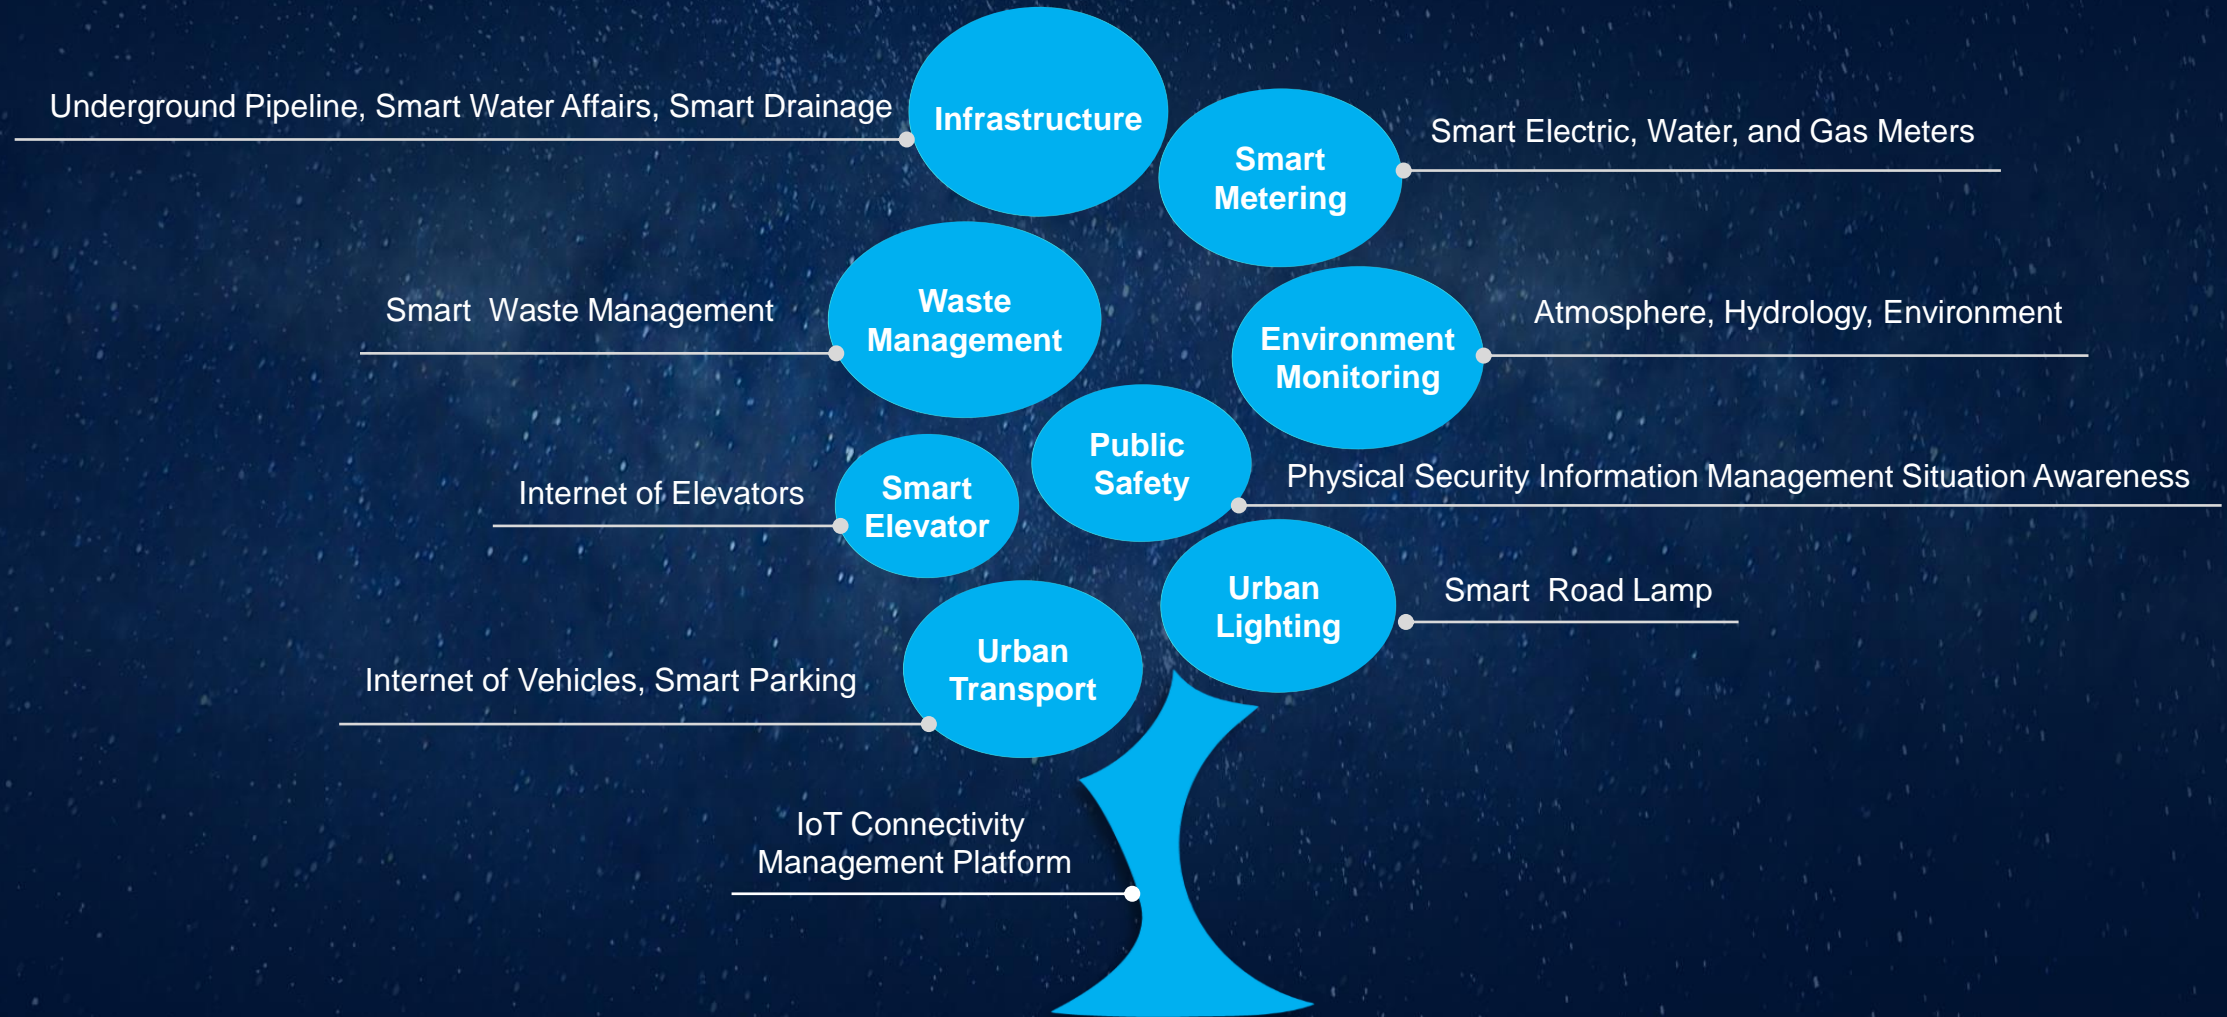 Underground Pipeline, Smart Water Affairs, Smart Drainage
Infrastructure
Smart
Metering
Smart Electric, Water, and Gas Meters
Smart  Waste Management
Waste
Management
Environment
Monitoring
Atmosphere, Hydrology, Environment
Internet of Elevators
Smart
Elevator
Public
Safety
Physical Security Information Management Situation Awareness
Urban
Lighting
Smart  Road Lamp
Internet of Vehicles, Smart Parking
Urban
Transport
IoT Connectivity
Management Platform